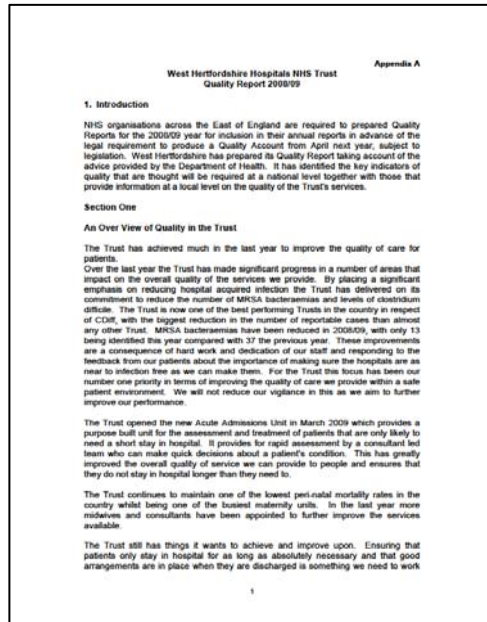 Appendix A
West Hertfordshire Hospitals NHS Trust
Quality Report 2008/09
1. Introduction
NHS organisations across the East of England are required to prepared Quality
Reports for the 2008/09 year for inclusion in their annual reports in advance of the
legal requirement to produce a Quality Account from April next year, subject to
legislation. West Hertfordshire has prepared its Quality Report taking account of the
advice provided by the Department of Health. It has identified the key indicators of
quality that are thought will be required at a national level together with those that
provide information at a local level on the quality of the Trust's services.
Section One
An Over View of Quality in the Trust
The Trust has achieved much in the last year to improve the quality of care for
patients.
Over the last year the Trust has made significant progress in a number of areas that
impact on the overall quality of the services we provide. By placing a significant
emphasis on reducing hospital acquired infection the Trust has delivered on its
commitment to reduce the number of MRSA bacteraemias and levels of clostridium
difficile. The Trust is now one of the best performing Trusts in the country in respect
of CDiff, with the biggest reduction in the number of reportable cases than almost
any other Trust. MRSA bacteraemias have been reduced in 2008/09, with only 13
being identified this year compared with 37 the previous year. These improvements
are a consequence of hard work and dedication of our staff and responding to the
feedback from our patients about the importance of making sure the hospitals are as
near to infection free as we can make them. For the Trust this focus has been our
number one priority in terms of improving the quality of care we provide within a safe
patient environment. We will not reduce our vigilance in this as we aim to further
improve our performance.
The Trust opened the new Acute Admissions Unit in March 2009 which provides a
purpose built unit for the assessment and treatment of patients that are only likely to
need a short stay in hospital. It provides for rapid assessment by a consultant led
team who can make quick decisions about a patient's condition. This has greatly
improved the overall quality of service we can provide to people and ensures that
they do not stay in hospital longer than they need to.
The Trust continues to maintain one of the lowest peri-natal mortality rates in the
country whilst being one of the busiest maternity units. In the last year more
midwives and consultants have been appointed to further improve the services
available.
The Trust still has things it wants to achieve and improve upon. Ensuring that
patients only stay in hospital for as long as absolutely necessary and that good
arrangements are in place when they are discharged is something we need to work
1